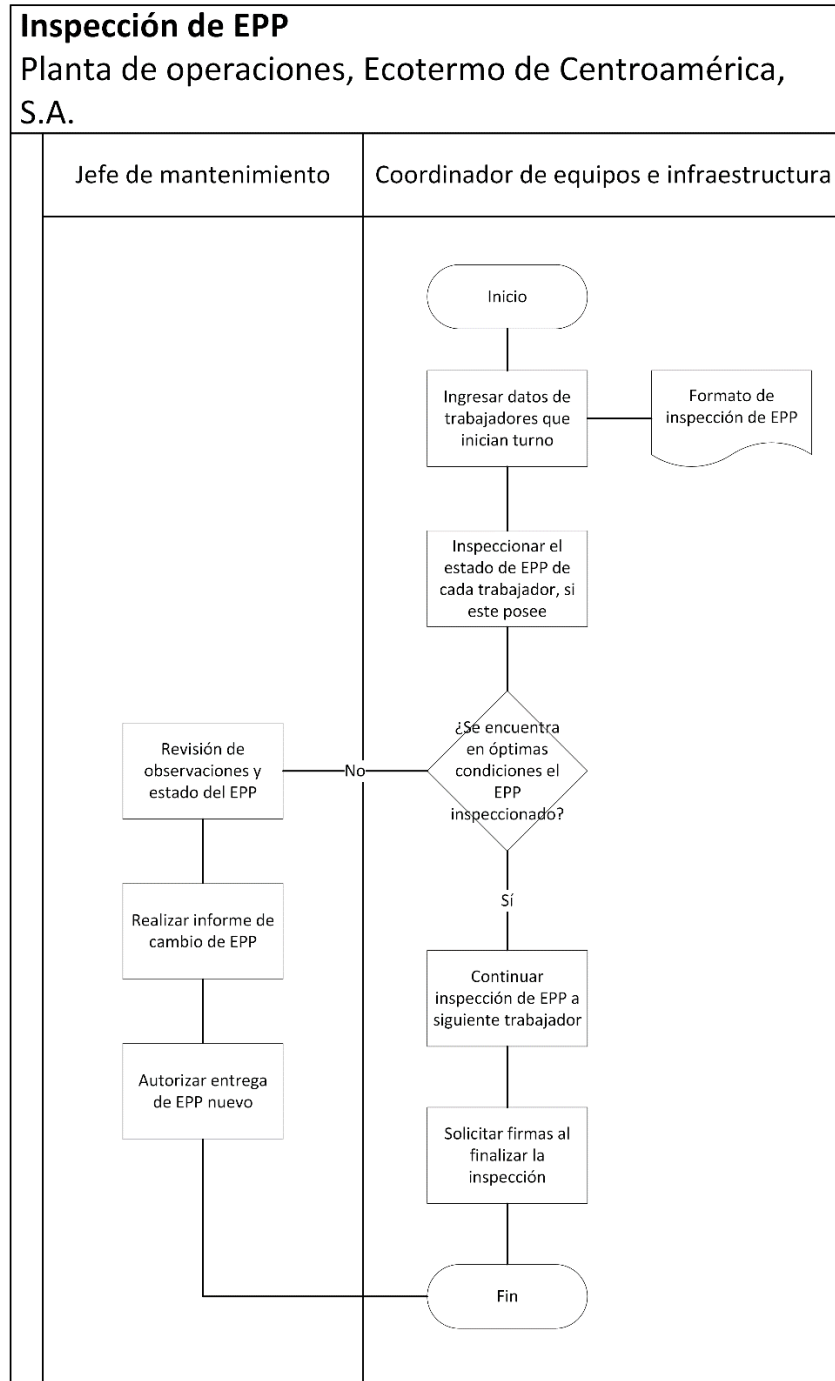 Inspección de EPP
Planta de operaciones, Ecotermo de Centroamérica,
S.A.
Jefe de mantenimiento
Coordinador de equipos e infraestructura
Inicio
Ingresar datos de
trabajadores que
inician turno
Formato de
inspección de EPP
Inspeccionar el
estado de EPP de
cada trabajador, si
este posee
¿Se encuentra
en óptimas
condiciones el
EPP
inspeccionado?
No
Revisión de
observaciones y
estado del EPP
Realizar informe de
cambio de EPP
Autorizar entrega
de EPP nuevo
Sí
Continuar
inspección de EPP a
siguiente trabajador
Solicitar firmas al
finalizar la
inspección
Fin